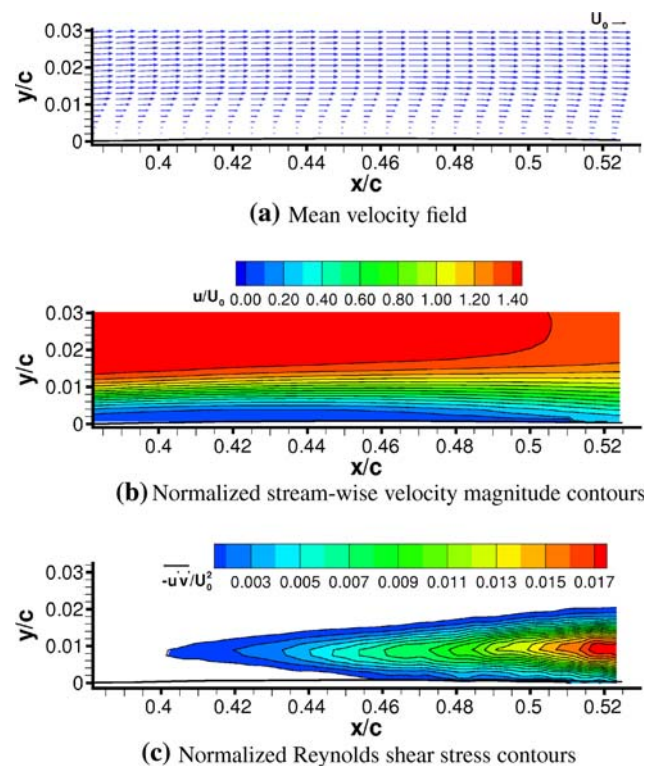 U₀
0.03
0.02
0.01
0
y/c
0.4 0.42 0.44 0.46 0.48 0.5 0.52
x/c
(a) Mean velocity field
u/U₀
0.00 0.20 0.40 0.60 0.80 1.00 1.20 1.40
0.03
0.02
0.01
0
y/c
0.4 0.42 0.44 0.46 0.48 0.5 0.52
x/c
(b) Normalized stream-wise velocity magnitude contours
-u'v'/U₀²
0.003 0.005 0.007 0.009 0.011 0.013 0.015 0.017
0.03
0.02
0.01
0
y/c
0.4 0.42 0.44 0.46 0.48 0.5 0.52
x/c
(c) Normalized Reynolds shear stress contours